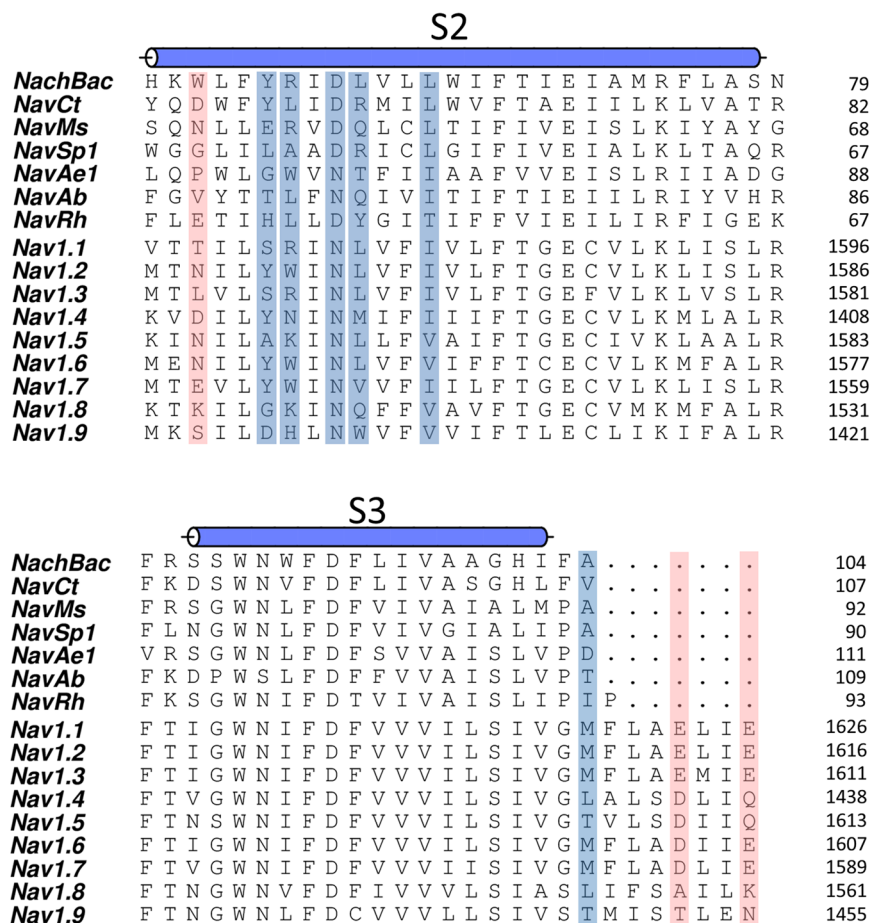 S2
NachBac H K W L F Y R I D L V L L W I F T I E I A M R F L A S N 79
NavCt Y Q D W F Y L I D R M I L W V F T A E I I L K L V A T R 82
NavMs S Q N L L E R V D Q L C L T I F I V E I S L K I Y A Y G 68
NavSp1 W G G L I L A A D R I C L G I F I V E I A L K L T A Q R 67
NavAe1 L Q P W L G W V N T F I I A A F V V E I S L R I I A D G 88
NavAb F G V Y T T L F N Q I V I T I F T I E I I L R I Y V H R 86
NavRh F L E T I H L L D Y G I T I F F V I E I L I R F I G E K 67
Nav1.1 V T T I L S R I N L V F I V L F T G E C V L K L I S L R 1596
Nav1.2 M T N I L Y W I N L V F I V L F T G E C V L K L I S L R 1586
Nav1.3 M T L V L S R I N L V F I V L F T G E F V L K L V S L R 1581
Nav1.4 K V D I L Y N I N M I F I I I F T G E C V L K M L A L R 1408
Nav1.5 K I N I L A K I N L L F V A I F T G E C I V K L A A L R 1583
Nav1.6 M E N I L Y W I N L V F V I F F T C E C V L K M F A L R 1577
Nav1.7 M T E V L Y W I N V V F I I L F T G E C V L K L I S L R 1559
Nav1.8 K T K I L G K I N Q F F V A V F T G E C V M K M F A L R 1531
Nav1.9 M K S I L D H L N W V F V V I F T L E C L I K I F A L R 1421
S3
NachBac F R S S W N W F D F L I V A A G H I F A . . . . . . . 104
NavCt F K D S W N V F D F L I V A S G H L F V . . . . . . . 107
NavMs F R S G W N L F D F V I V A I A L M P A . . . . . . . 92
NavSp1 F L N G W N L F D F V I V G I A L I P A . . . . . . . 90
NavAe1 V R S G W N L F D F S V V A I S L V P D . . . . . . . 111
NavAb F K D P W S L F D F F V V A I S L V P T . . . . . . . 109
NavRh F K S G W N I F D T V I V A I S L I P I P . . . . . . 93
Nav1.1 F T I G W N I F D F V V V I L S I V G M F L A E L I E 1626
Nav1.2 F T I G W N I F D F V V V I L S I V G M F L A E L I E 1616
Nav1.3 F T I G W N I F D F V V V I L S I V G M F L A E M I E 1611
Nav1.4 F T V G W N I F D F V V V I L S I V G L A L S D L I Q 1438
Nav1.5 F T N S W N I F D F V V V I L S I V G T V L S D I I Q 1613
Nav1.6 F T I G W N I F D F V V V I L S I V G M F L A D I I E 1607
Nav1.7 F T V G W N I F D F V V V I I S I V G M F L A D L I E 1589
Nav1.8 F T N G W N V F D F I V V V L S I A S L I F S A I L K 1561
Nav1.9 F T N G W N L F D C V V V L L S I V S T M I S T L E N 1455